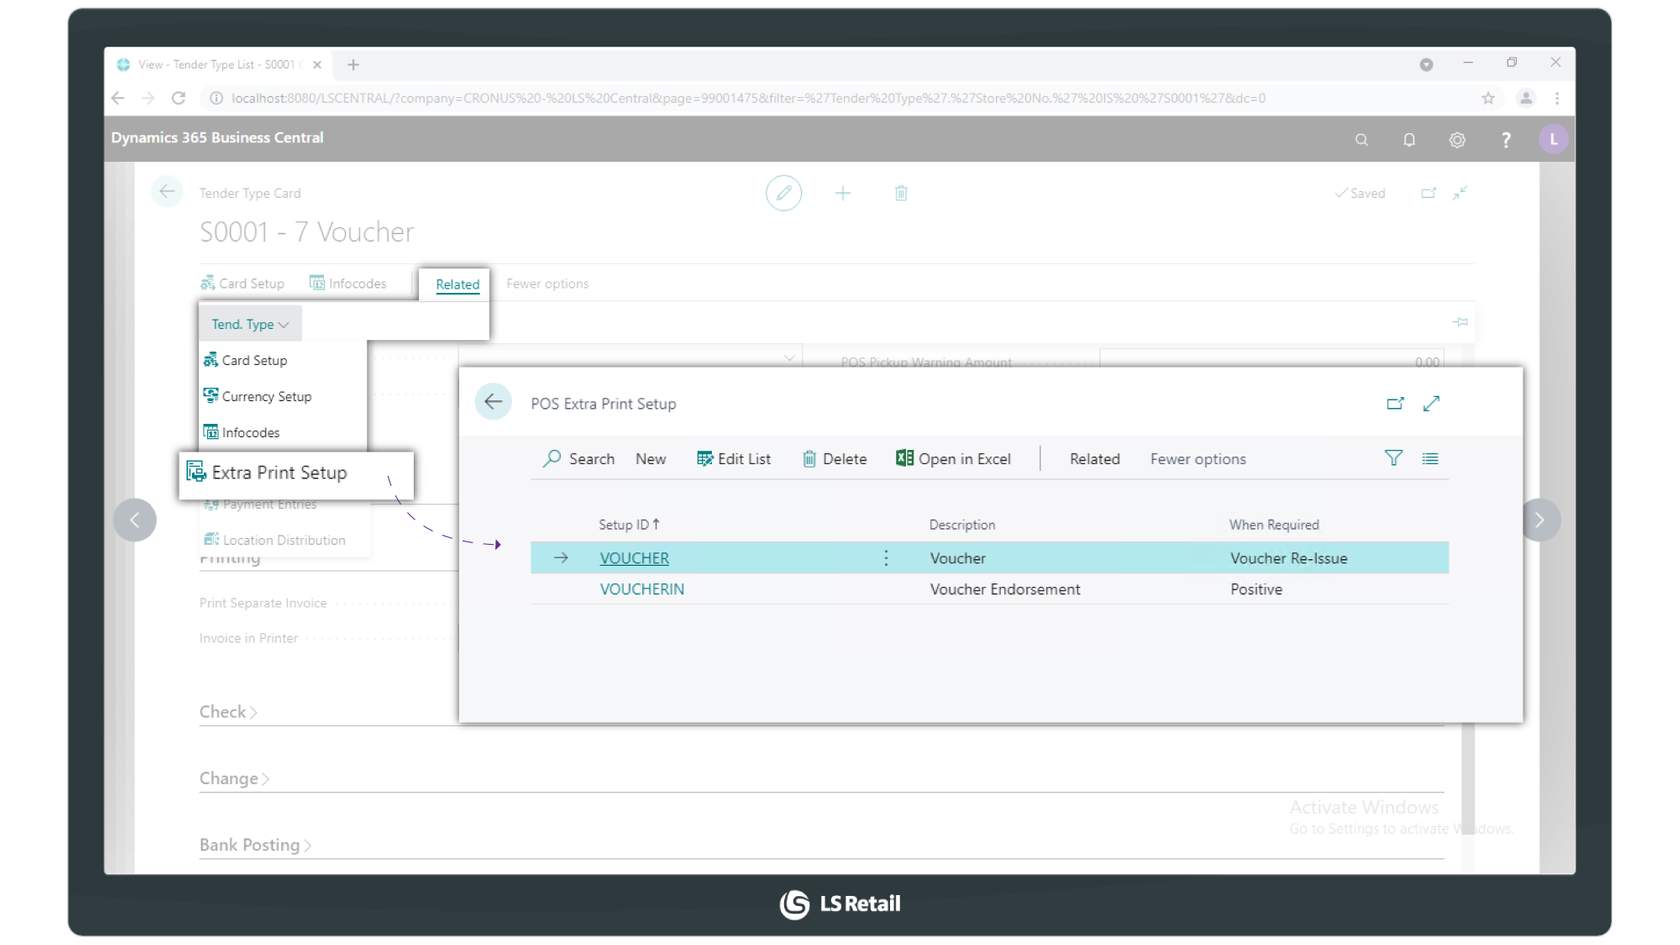 View - Tender Type List - S0001
localhost:8080/LSCENTRAL/?company=CRONUS%20-%20LS%20Central&page=99001475&filter=%27Tender%20Type%27.%27Store%20No.%27%20IS%20%27S0001%27&dc=0
Dynamics 365 Business Central
?
L
Tender Type Card
Saved
S0001 - 7 Voucher
Card Setup
Infocodes
Related
Fewer options
Tend. Type
Card Setup
Currency Setup
Infocodes
Extra Print Setup
Payment Entries
Location Distribution
POS Pickup Warning Amount
0.00
Printing
Print Separate Invoice
Invoice in Printer
Check
Change
Bank Posting
POS Extra Print Setup
Search
New
Edit List
Delete
Open in Excel
Related
Fewer options
Setup ID↑
Description
When Required
VOUCHER
Voucher
Voucher Re-Issue
VOUCHERIN
Voucher Endorsement
Positive
Activate Windows
Go to Settings to activate Windows.
LS Retail